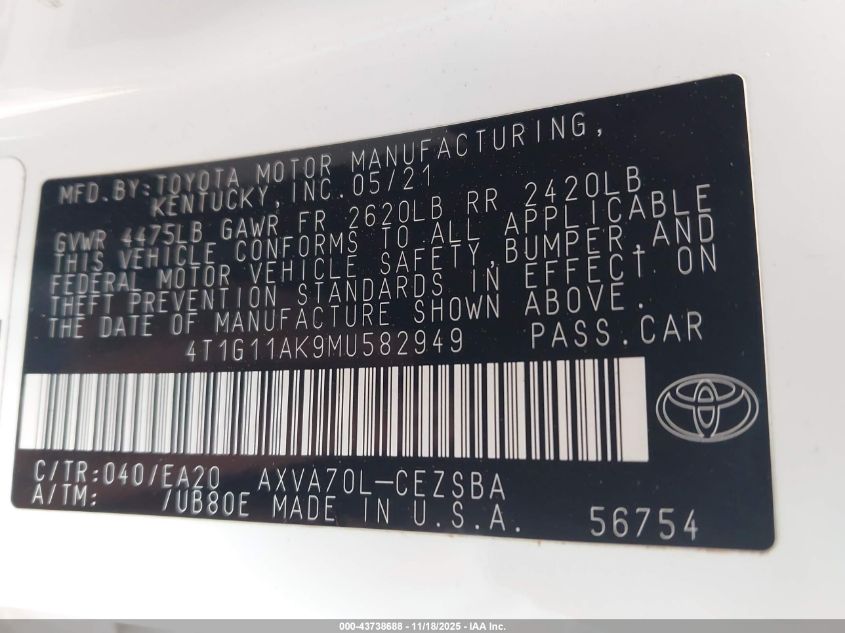 MFD.BY:TOYOTA MOTOR MANUFACTURING,
KENTUCKY,INC.05/21
GVWR 4475LB GAWR FR 2620LB RR 2420LB
THIS VEHICLE CONFORMS TO ALL APPLICABLE
FEDERAL MOTOR VEHICLE SAFETY,BUMPER,AND
THEFT PREVENTION STANDARDS IN EFFECT ON
THE DATE OF MANUFACTURE SHOWN ABOVE.
4T1G11AK9MU582949 PASS.CAR
C/TR:040/EA20 AXVA70L-CEZSBA
A/TM: /UB80E MADE IN U.S.A. 56754
000-43738688 - 11/18/2025 - IAA Inc.